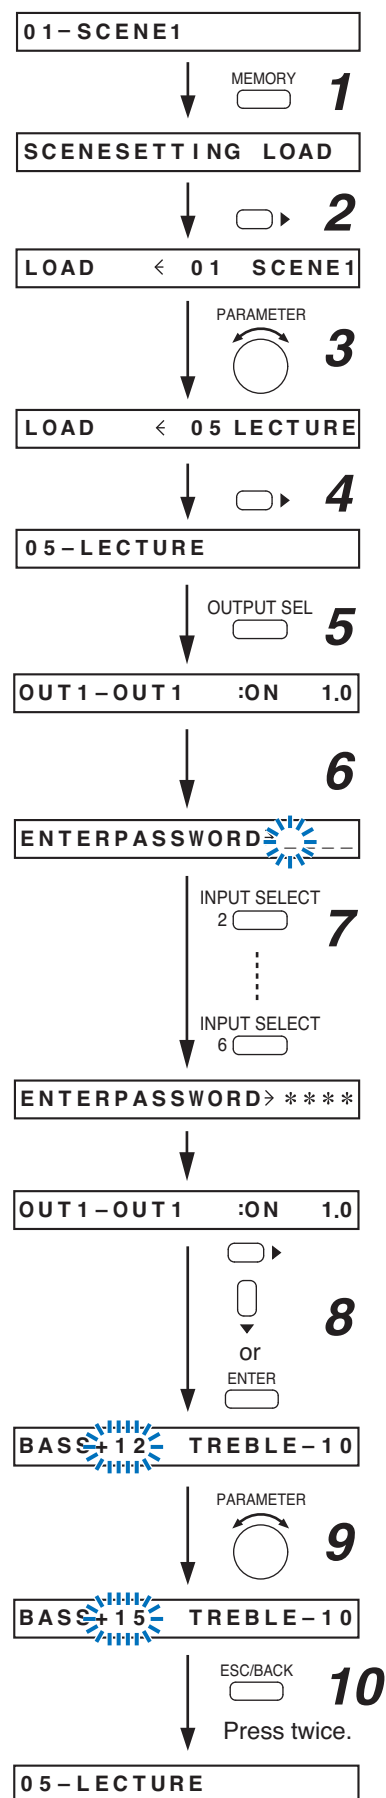 01-SCENE1
MEMORY
1
SCENESETTING LOAD
2
LOAD < 01 SCENE1
PARAMETER
3
LOAD < 05 LECTURE
4
05-LECTURE
OUTPUT SEL
5
OUT1-OUT1 :ON 1.0
6
ENTERPASSWORD> _ _ _ _
INPUT SELECT
2
7
INPUT SELECT
6
ENTERPASSWORD> ****
OUT1-OUT1 :ON 1.0
8
or
ENTER
BASS+12 TREBLE-10
PARAMETER
9
BASS+15 TREBLE-10
ESC/BACK
10
Press twice.
05-LECTURE